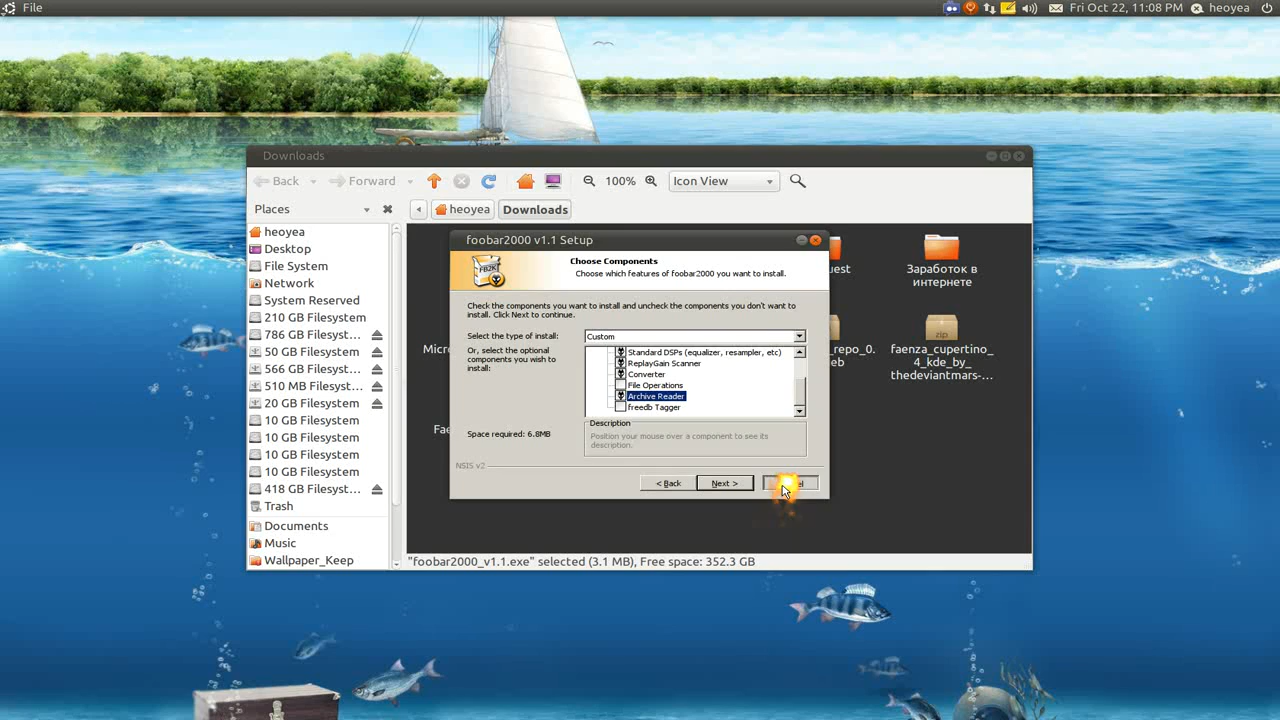 File
Fri Oct 22, 11:08 PM
heoyea
Downloads
Back
Forward
100%
Icon View
Places
heoyea
Downloads
heoyea
Desktop
File System
Network
System Reserved
210 GB Filesystem
786 GB Filesyst...
50 GB Filesystem
566 GB Filesyst...
510 MB Filesyst...
20 GB Filesystem
10 GB Filesystem
10 GB Filesystem
10 GB Filesystem
10 GB Filesystem
418 GB Filesyst...
Trash
Documents
Music
Wallpaper_Keep
foobar2000 v1.1 Setup
FB2K
Choose Components
Choose which features of foobar2000 you want to install.
Check the components you want to install and uncheck the components you don't want to
install. Click Next to continue.
Select the type of install:
Custom
Or, select the optional
components you wish to
install:
Standard DSPs (equalizer, resampler, etc)
ReplayGain Scanner
Converter
File Operations
Archive Reader
freedb Tagger
Space required: 6.8MB
Description
Position your mouse over a component to see its
description.
NSIS v2
< Back
Next >
Заработок в
интернете
zip
faenza_cupertino_
4_kde_by_
thedeviantmars-...
"foobar2000_v1.1.exe" selected (3.1 MB), Free space: 352.3 GB